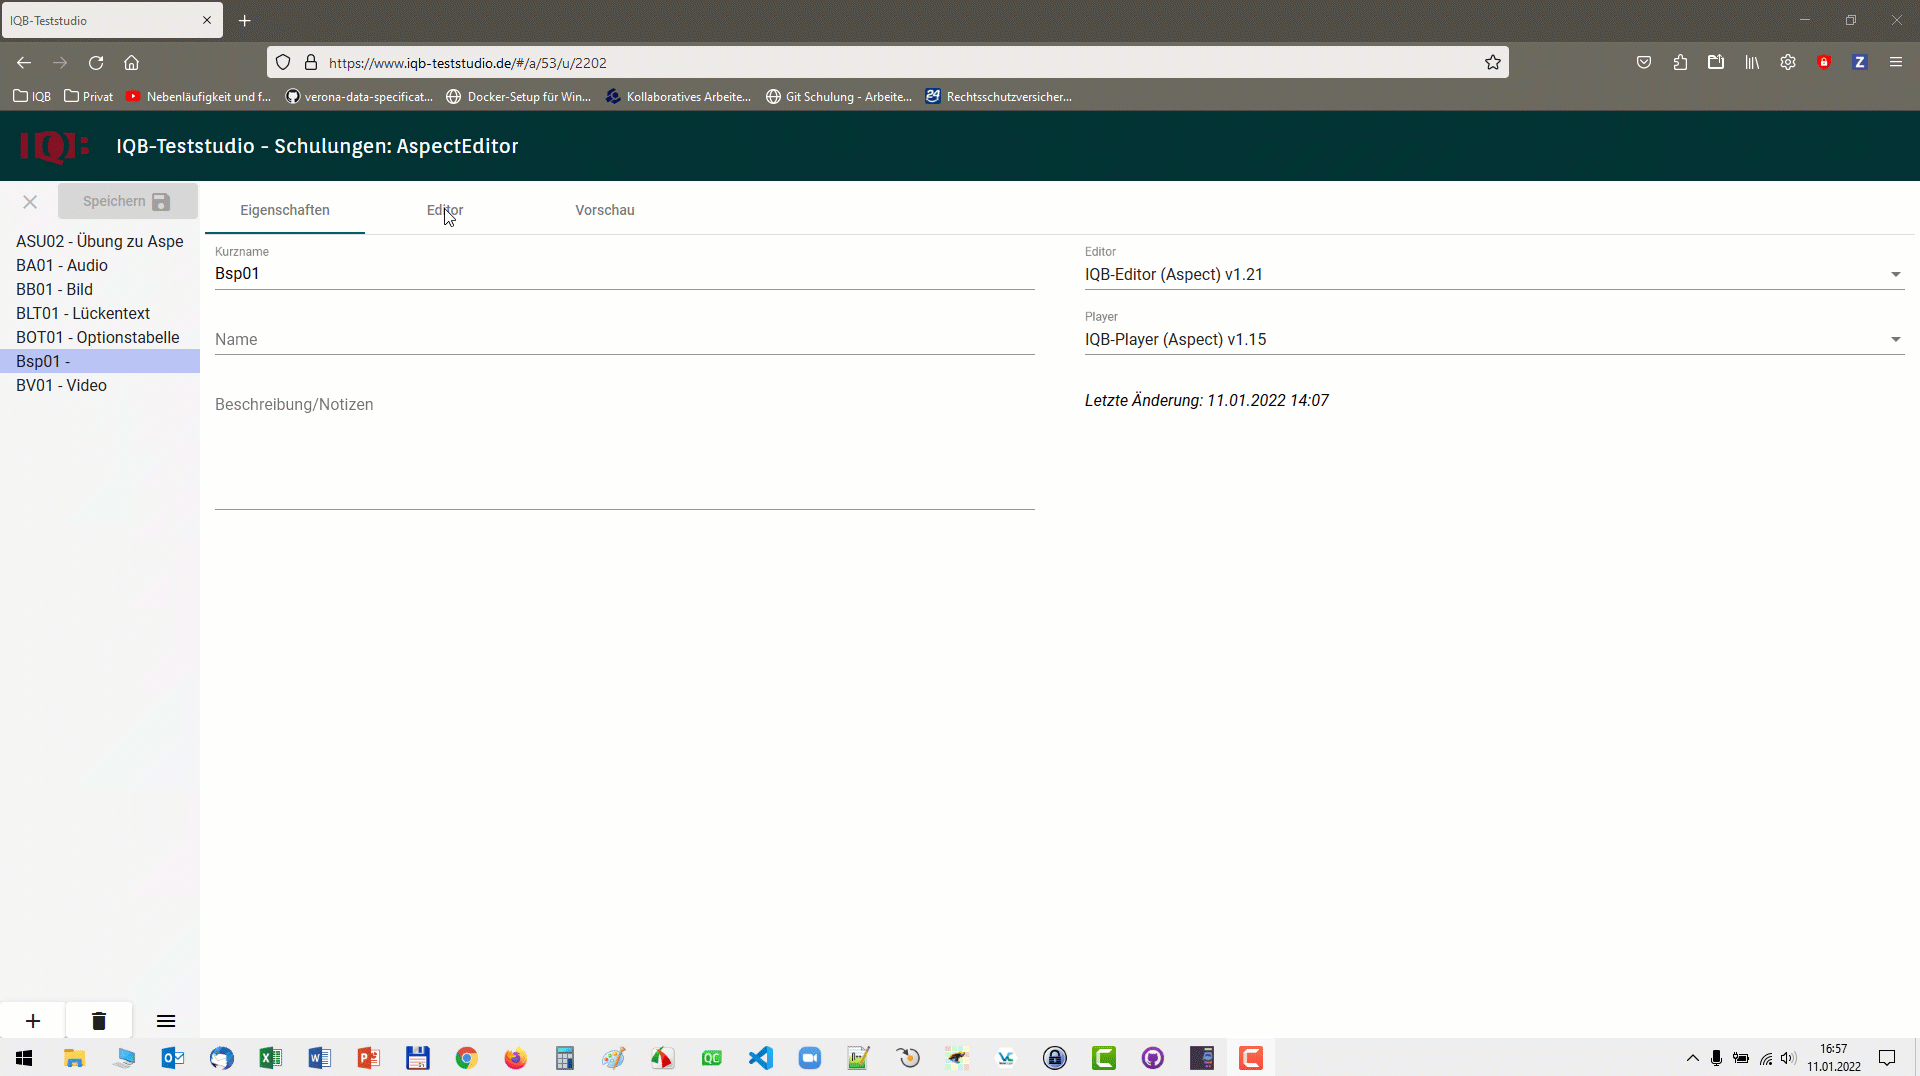 IQB-Teststudio
https://www.iqb-teststudio.de/#/a/53/u/2202
IQB
Privat
Nebenläufigkeit und f...
verona-data-specificat...
Docker-Setup für Win...
Kollaboratives Arbeite...
Git Schulung - Arbeite...
Rechtsschutzversicher...
IQB
IQB-Teststudio - Schulungen: AspectEditor
Speichern
ASU02 - Übung zu Aspe
BA01 - Audio
BB01 - Bild
BLT01 - Lückentext
BOT01 - Optionstabelle
Bsp01 -
BV01 - Video
Eigenschaften
Editor
Vorschau
Kurzname
Bsp01
Name
Beschreibung/Notizen
Editor
IQB-Editor (Aspect) v1.21
Player
IQB-Player (Aspect) v1.15
Letzte Änderung: 11.01.2022 14:07
16:57
11.01.2022